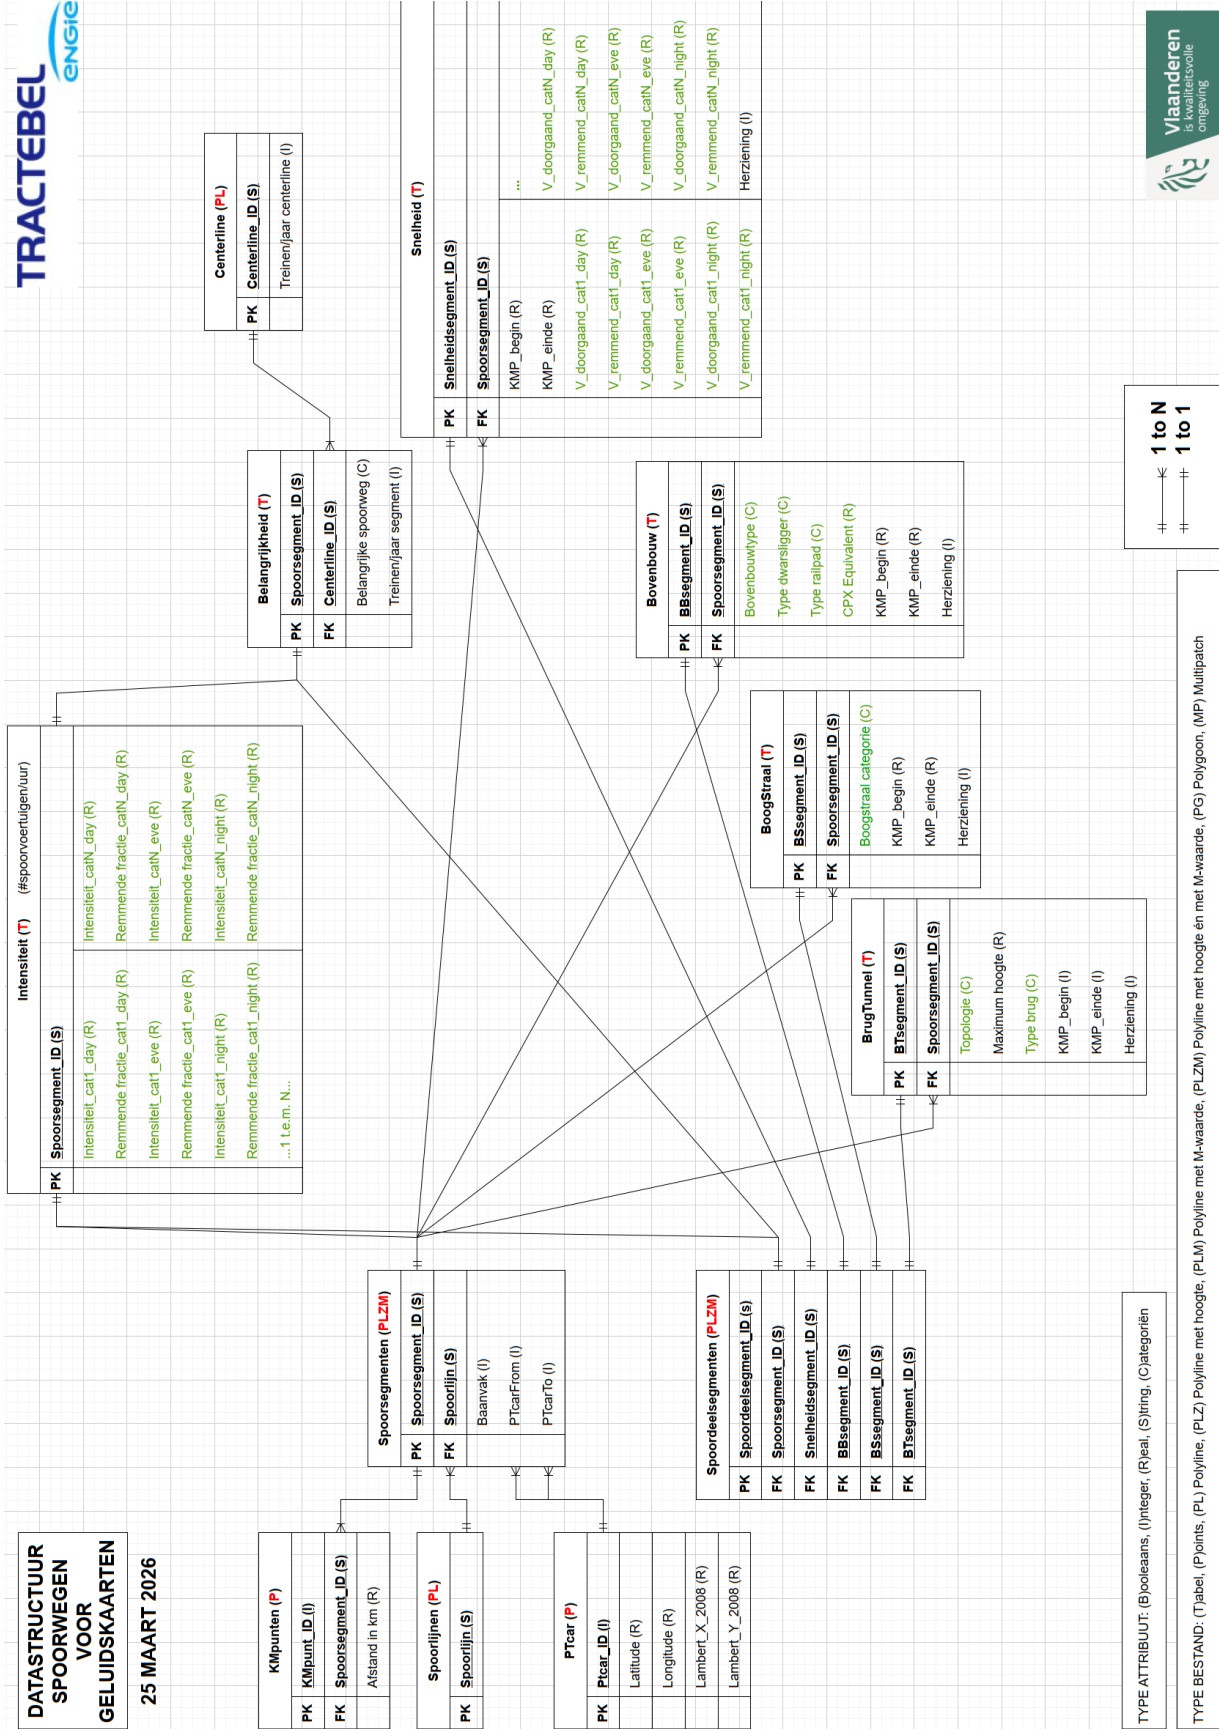 DATASTRUCTUUR
SPOORWEGEN
VOOR
GELUIDSKAARTEN
25 MAART 2026
TRACTEBEL
ENGIE
KMpunten (P)
PK KMpunt_ID (I)
FK Spoorsegment_ID (S)
Afstand in km (R)
Spoorlijnen (PL)
PK Spoorlijn (S)
PTcar (P)
PK Ptcar_ID (I)
Latitude (R)
Longitude (R)
Lambert_X_2008 (R)
Lambert_Y_2008 (R)
Spoorsegmenten (PLZM)
PK Spoorsegment_ID (S)
FK Spoorlijn (S)
Baanvak (I)
PTcarFrom (I)
PTcarTo (I)
Spoordeelsegmenten (PLZM)
PK Spoordeelsegment_ID (s)
FK Spoorsegment_ID (S)
FK Snelheidsegment_ID (S)
FK BBsegment_ID (S)
FK BSsegment_ID (S)
FK BTsegment_ID (S)
Intensiteit (T) (#spoorvoertuigen/uur)
PK Spoorsegment_ID (S)
Intensiteit_cat1_day (R) Intensiteit_catN_day (R)
Remmende fractie_cat1_day (R) Remmende fractie_catN_day (R)
Intensiteit_cat1_eve (R) Intensiteit_catN_eve (R)
Remmende fractie_cat1_eve (R) Remmende fractie_catN_eve (R)
Intensiteit_cat1_night (R) Intensiteit_catN_night (R)
Remmende fractie_cat1_night (R) Remmende fractie_catN_night (R)
...1 t.e.m. N...
Belangrijkheid (T)
PK Spoorsegment_ID (S)
FK Centerline_ID (S)
Belangrijke spoorweg (C)
Treinen/jaar segment (I)
Centerline (PL)
PK Centerline_ID (S)
Treinen/jaar centerline (I)
Snelheid (T)
PK Snelheidsegment_ID (S)
FK Spoorsegment_ID (S)
KMP_begin (R) ...
KMP_einde (R) V_doorgaand_catN_day (R)
V_doorgaand_cat1_day (R) V_remmend_catN_day (R)
V_remmend_cat1_day (R) V_doorgaand_catN_eve (R)
V_doorgaand_cat1_eve (R) V_remmend_catN_eve (R)
V_remmend_cat1_eve (R) V_doorgaand_catN_night (R)
V_doorgaand_cat1_night (R) V_remmend_catN_night (R)
V_remmend_cat1_night (R) Herziening (I)
Bovenbouw (T)
PK BBsegment_ID (S)
FK Spoorsegment_ID (S)
Bovenbouwtype (C)
Type dwarsligger (C)
Type railpad (C)
CPX Equivalent (R)
KMP_begin (R)
KMP_einde (R)
Herziening (I)
BoogStraal (T)
PK BSsegment_ID (S)
FK Spoorsegment_ID (S)
Boogstraal categorie (C)
KMP_begin (R)
KMP_einde (R)
Herziening (I)
BrugTunnel (T)
PK BTsegment_ID (S)
FK Spoorsegment_ID (S)
Topologie (C)
Maximum hoogte (R)
Type brug (C)
KMP_begin (I)
KMP_einde (I)
Herziening (I)
1 to N
1 to 1
TYPE ATTRIBUUT: (B)ooleaans, (I)nteger, (R)eal, (S)tring, (C)ategoriën
TYPE BESTAND: (T)abel, (P)oints, (PL) Polyline, (PLZ) Polyline met hoogte, (PLM) Polyline met M-waarde, (PLZM) Polyline met hoogte én met M-waarde, (PG) Polygoon, (MP) Multipatch
Vlaanderen
is kwaliteitsvolle
omgeving